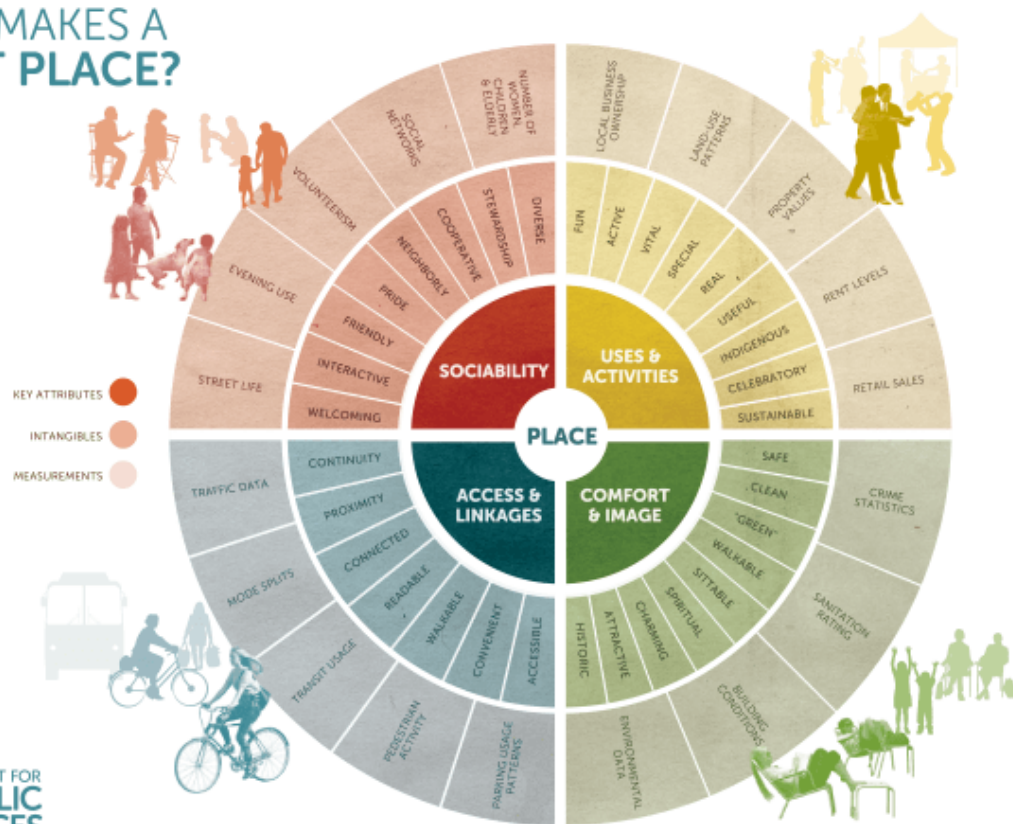 MAKES A
T PLACE?
KEY ATTRIBUTES
INTANGIBLES
MEASUREMENTS
PLACE
SOCIABILITY
USES &
ACTIVITIES
ACCESS &
LINKAGES
COMFORT
& IMAGE
WELCOMING
INTERACTIVE
FRIENDLY
PRIDE
NEIGHBORLY
COOPERATIVE
STEWARDSHIP
DIVERSE
STREET LIFE
EVENING USE
VOLUNTEERISM
SOCIAL
NETWORKS
NUMBER OF
WOMEN,
CHILDREN
& ELDERLY
FUN
ACTIVE
VITAL
SPECIAL
REAL
USEFUL
INDIGENOUS
CELEBRATORY
SUSTAINABLE
LOCAL BUSINESS
OWNERSHIP
LAND-USE
PATTERNS
PROPERTY
VALUES
RENT LEVELS
RETAIL SALES
SAFE
CLEAN
"GREEN"
WALKABLE
SITTABLE
SPIRITUAL
CHARMING
ATTRACTIVE
HISTORIC
CRIME
STATISTICS
SANITATION
RATING
BUILDING
CONDITIONS
ENVIRONMENTAL
DATA
CONTINUITY
PROXIMITY
CONNECTED
READABLE
WALKABLE
CONVENIENT
ACCESSIBLE
TRAFFIC DATA
MODE SPLITS
TRANSIT USAGE
PEDESTRIAN
ACTIVITY
PARKING USAGE
PATTERNS
T FOR
LIC
CES